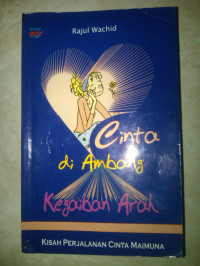 Rajul Wachid
Cinta
di Ambang
Kegaiban Arah
KISAH PERJALANAN CINTA MAIMUNA